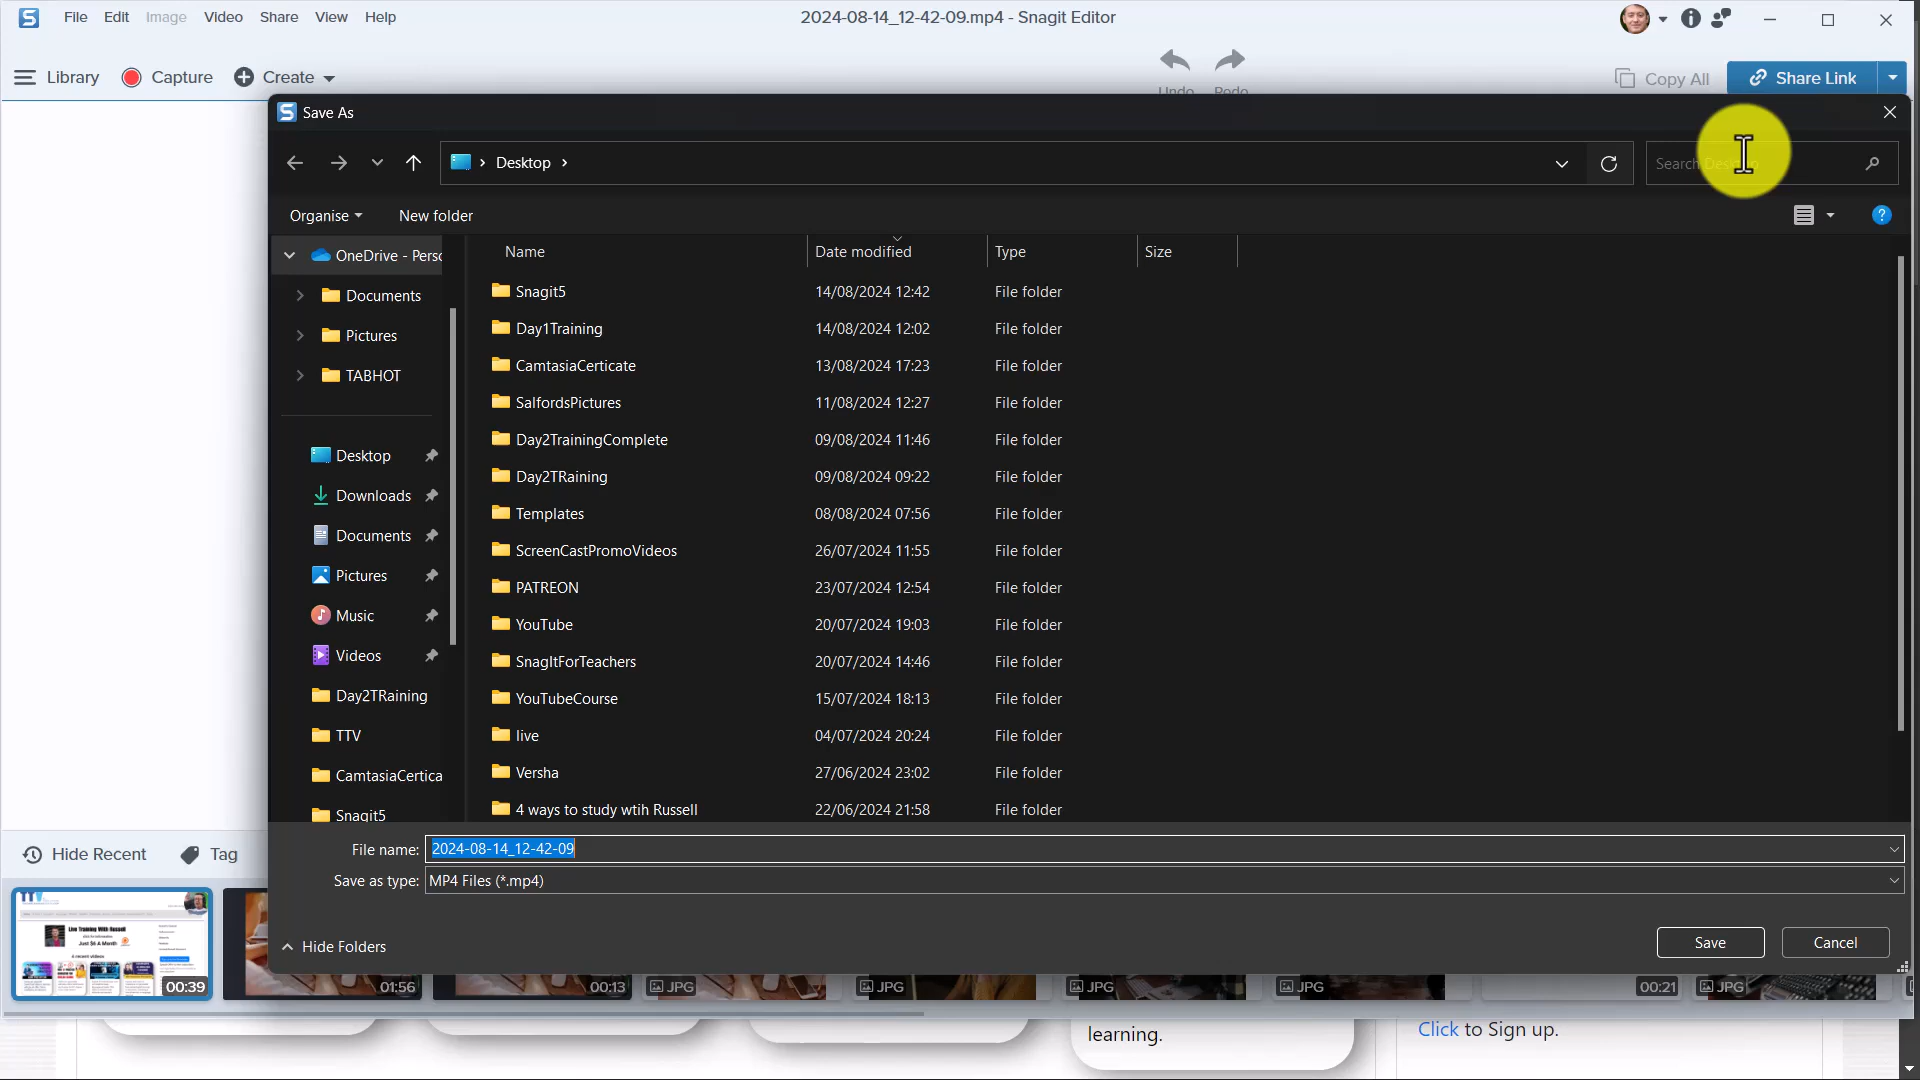 File Edit Image Video Share View Help
2024-08-14_12-42-09.mp4 - Snagit Editor
Library Capture Create
Undo Redo
Copy All Share Link
Save As
Desktop
Search Desktop
Organise New folder
OneDrive - Perso
Documents
Pictures
TABHOT
Desktop
Downloads
Documents
Pictures
Music
Videos
Day2TRaining
TTV
CamtasiaCertica
Snagit5
Name Date modified Type Size
Snagit5 14/08/2024 12:42 File folder
Day1Training 14/08/2024 12:02 File folder
CamtasiaCerticate 13/08/2024 17:23 File folder
SalfordsPictures 11/08/2024 12:27 File folder
Day2TrainingComplete 09/08/2024 11:46 File folder
Day2TRaining 09/08/2024 09:22 File folder
Templates 08/08/2024 07:56 File folder
ScreenCastPromoVideos 26/07/2024 11:55 File folder
PATREON 23/07/2024 12:54 File folder
YouTube 20/07/2024 19:03 File folder
SnagItForTeachers 20/07/2024 14:46 File folder
YouTubeCourse 15/07/2024 18:13 File folder
live 04/07/2024 20:24 File folder
Versha 27/06/2024 23:02 File folder
4 ways to study wtih Russell 22/06/2024 21:58 File folder
File name: 2024-08-14_12-42-09
Save as type: MP4 Files (*.mp4)
Hide Folders
Save Cancel
Hide Recent Tag
Live Training With Russell
Just $6 A Month
00:39 01:56 00:13 JPG JPG JPG JPG 00:21 JPG
learning.
Click to Sign up.